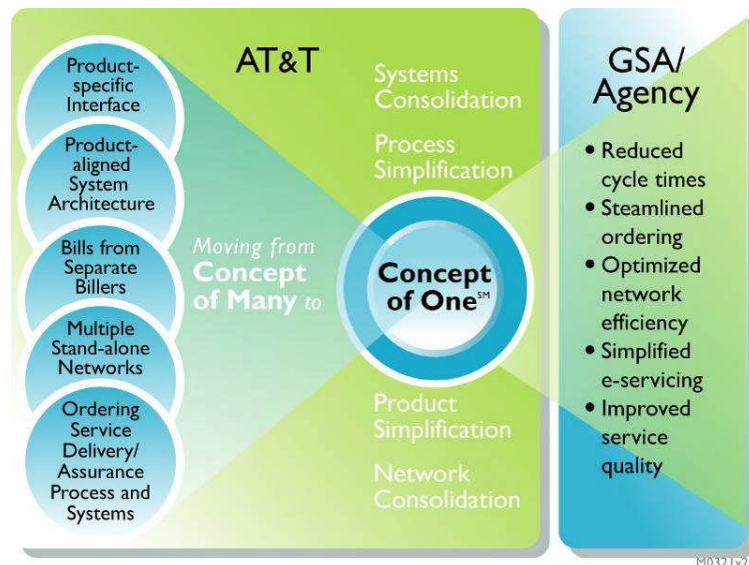 AT&T
Product-
specific
Interface
Product-
aligned
System
Architecture
Bills from
Separate
Billers
Multiple
Stand-alone
Networks
Ordering
Service
Delivery/
Assurance
Process and
Systems
Moving from
Concept
of Many to
Systems
Consolidation
Process
Simplification
Concept
of One℠
Product
Simplification
Network
Consolidation
GSA/
Agency
• Reduced
cycle times
• Steamlined
ordering
• Optimized
network
efficiency
• Simplified
e-servicing
• Improved
service
quality
M0321v2